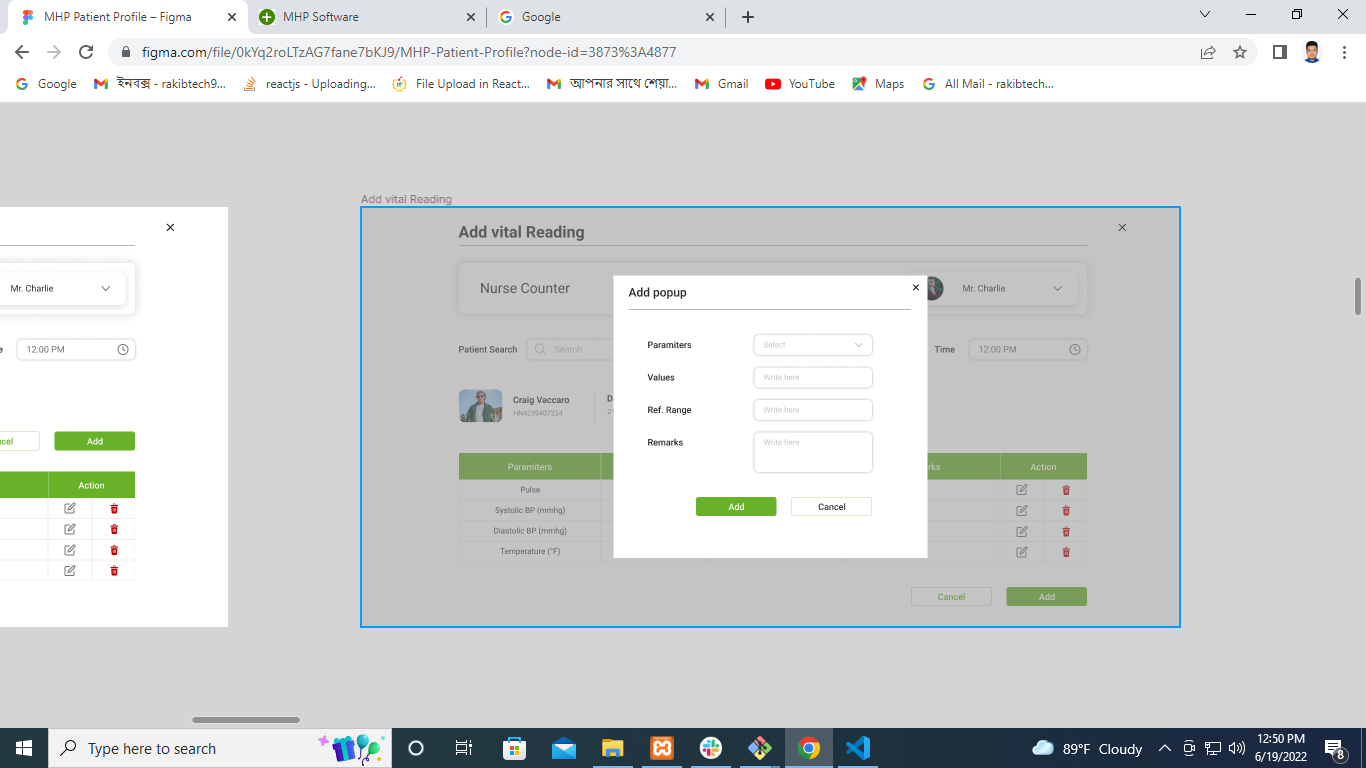 MHP Patient Profile – Figma
MHP Software
Google
figma.com/file/0kYq2roLTzAG7fane7bKJ9/MHP-Patient-Profile?node-id=3873%3A4877
Google
ইনবক্স - rakibtech9...
reactjs - Uploading...
File Upload in React...
আপনার সাথে শেয়া...
Gmail
YouTube
Maps
All Mail - rakibtech...
Add vital Reading
Mr. Charlie
12:00 PM
Add
Action
Add vital Reading
Nurse Counter
Mr. Charlie
Patient Search
Search
Time
12:00 PM
Craig Vaccaro
HN4239407234
Paramiters
Action
Pulse
Systolic BP (mmhg)
Diastolic BP (mmhg)
Temperature (°F)
Cancel
Add
Add popup
Paramiters
Select
Values
Write here
Ref. Range
Write here
Remarks
Write here
Add
Cancel
Type here to search
89°F Cloudy
12:50 PM
6/19/2022
8